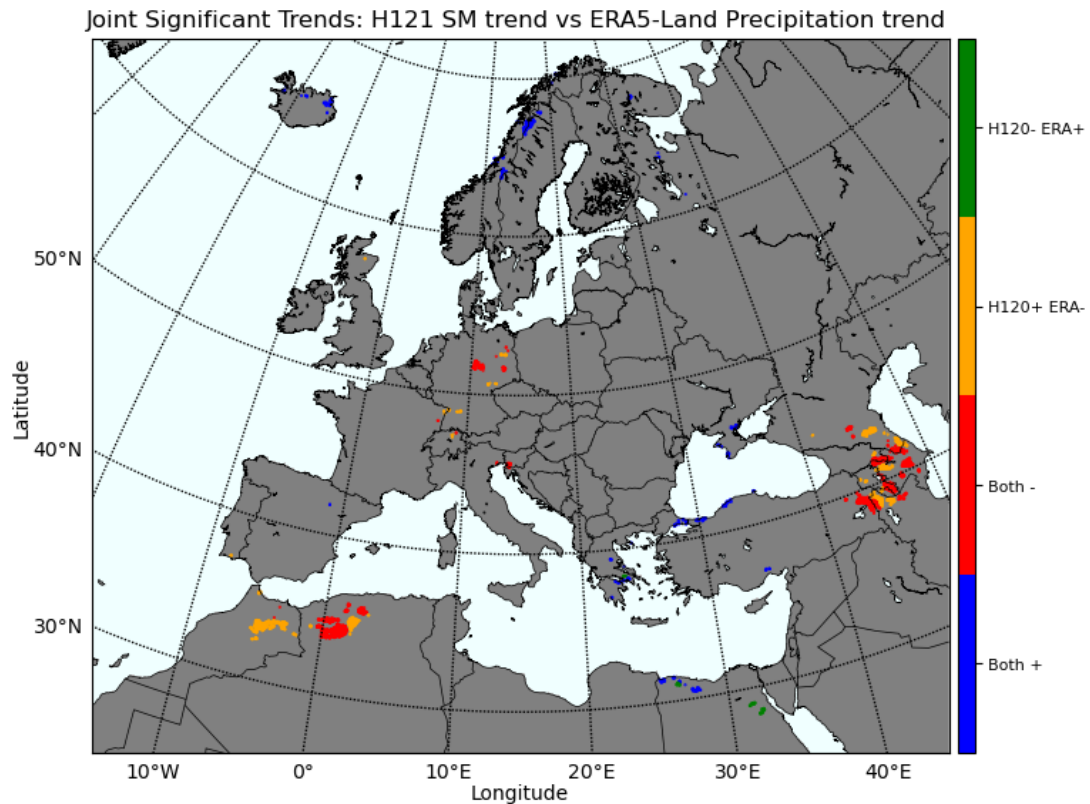 Joint Significant Trends: H121 SM trend vs ERA5-Land Precipitation trend
50°N
40°N
30°N
Latitude
10°W
0°
10°E
20°E
30°E
40°E
Longitude
H120- ERA+
H120+ ERA-
Both -
Both +